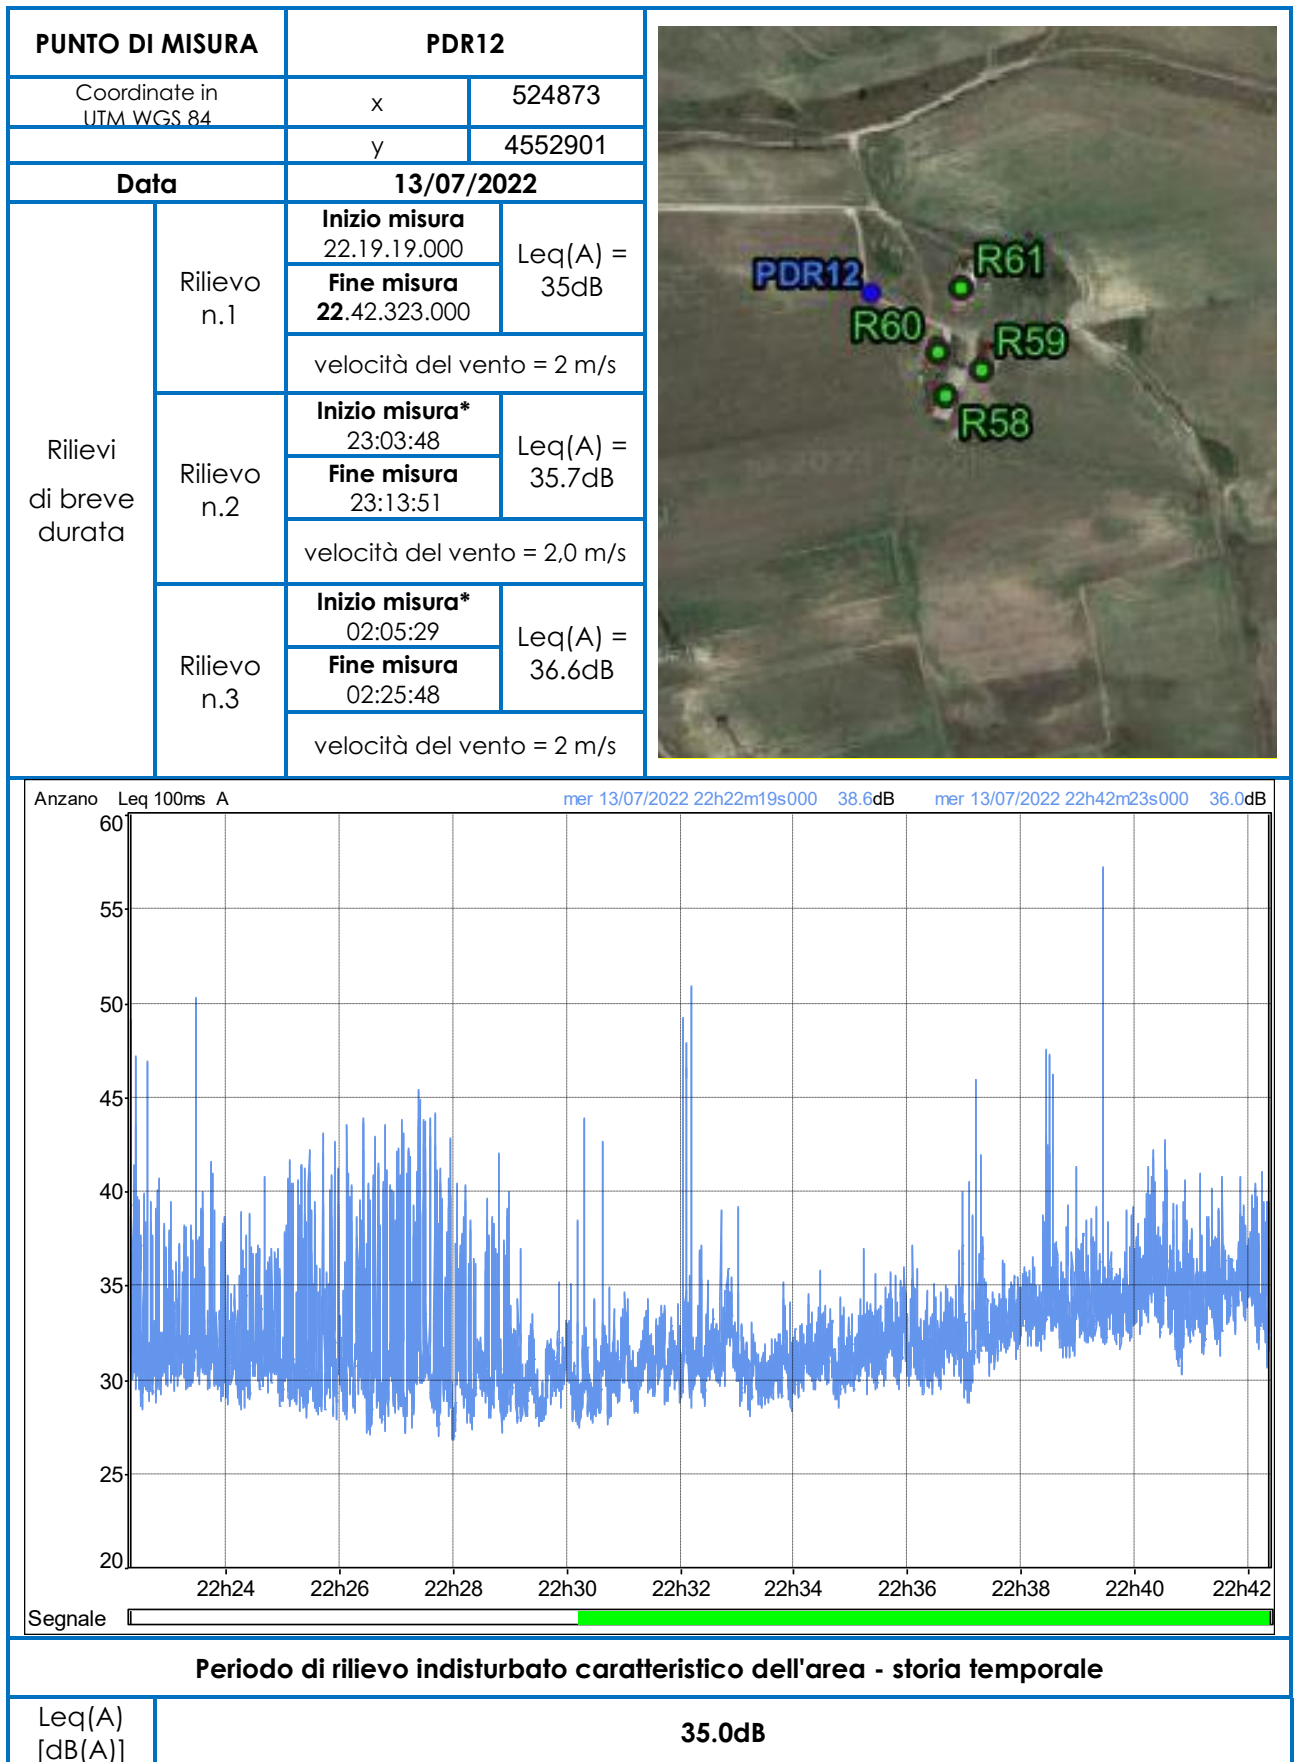 PUNTO DI MISURA
PDR12
Coordinate in
UTM WGS 84
x
524873
y
4552901
Data
13/07/2022
Rilievi
di breve
durata
Rilievo
n.1
Inizio misura
22.19.19.000
Fine misura
22.42.323.000
Leq(A) =
35dB
velocità del vento = 2 m/s
Rilievo
n.2
Inizio misura*
23:03:48
Fine misura
23:13:51
Leq(A) =
35.7dB
velocità del vento = 2,0 m/s
Rilievo
n.3
Inizio misura*
02:05:29
Fine misura
02:25:48
Leq(A) =
36.6dB
velocità del vento = 2 m/s
PDR12
R61
R60
R59
R58
Anzano Leq 100ms A mer 13/07/2022 22h22m19s000 38.6dB mer 13/07/2022 22h42m23s000 36.0dB
60
55
50
45
40
35
30
25
20
22h24 22h26 22h28 22h30 22h32 22h34 22h36 22h38 22h40 22h42
Segnale
Periodo di rilievo indisturbato caratteristico dell'area - storia temporale
Leq(A)
[dB(A)]
35.0dB